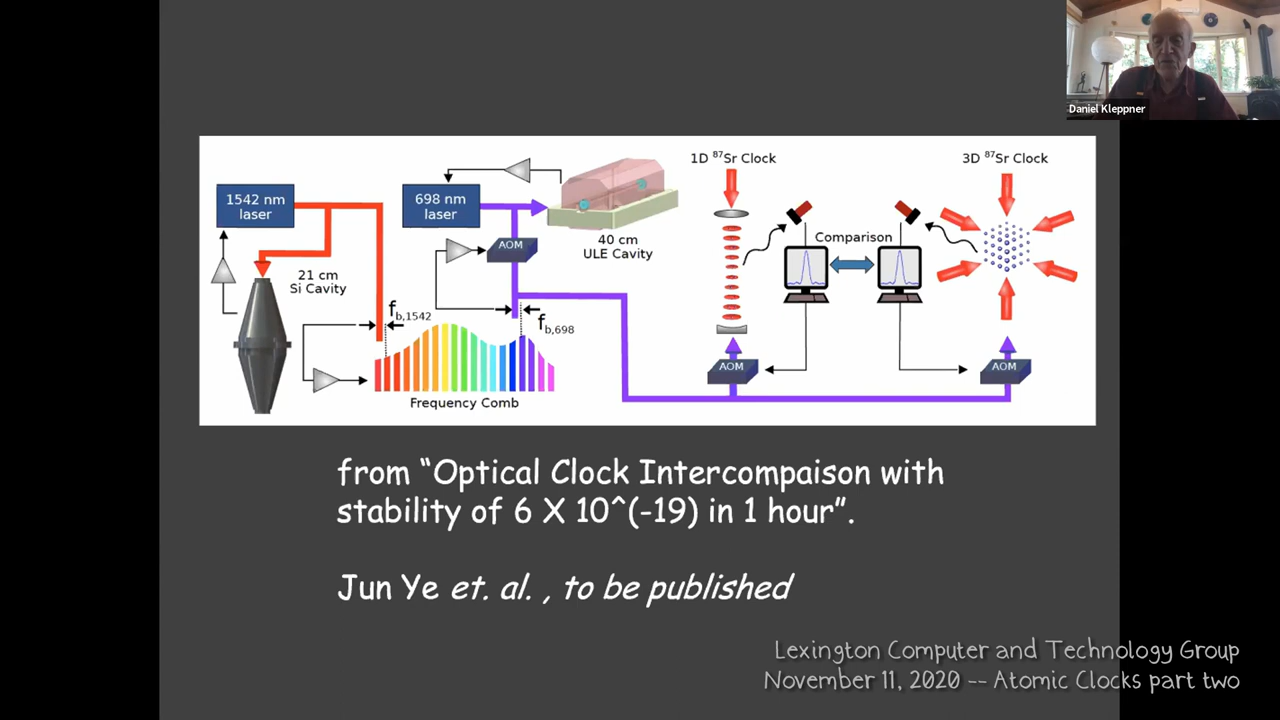 Daniel Kleppner
1D ⁸⁷Sr Clock
3D ⁸⁷Sr Clock
1542 nm
laser
698 nm
laser
AOM
40 cm
ULE Cavity
Comparison
21 cm
Si Cavity
f_b,1542
f_b,698
AOM
AOM
Frequency Comb
from “Optical Clock Intercompaison with
stability of 6 X 10^(-19) in 1 hour”.
Jun Ye et. al. , to be published
Lexington Computer and Technology Group
November 11, 2020 -- Atomic Clocks part two